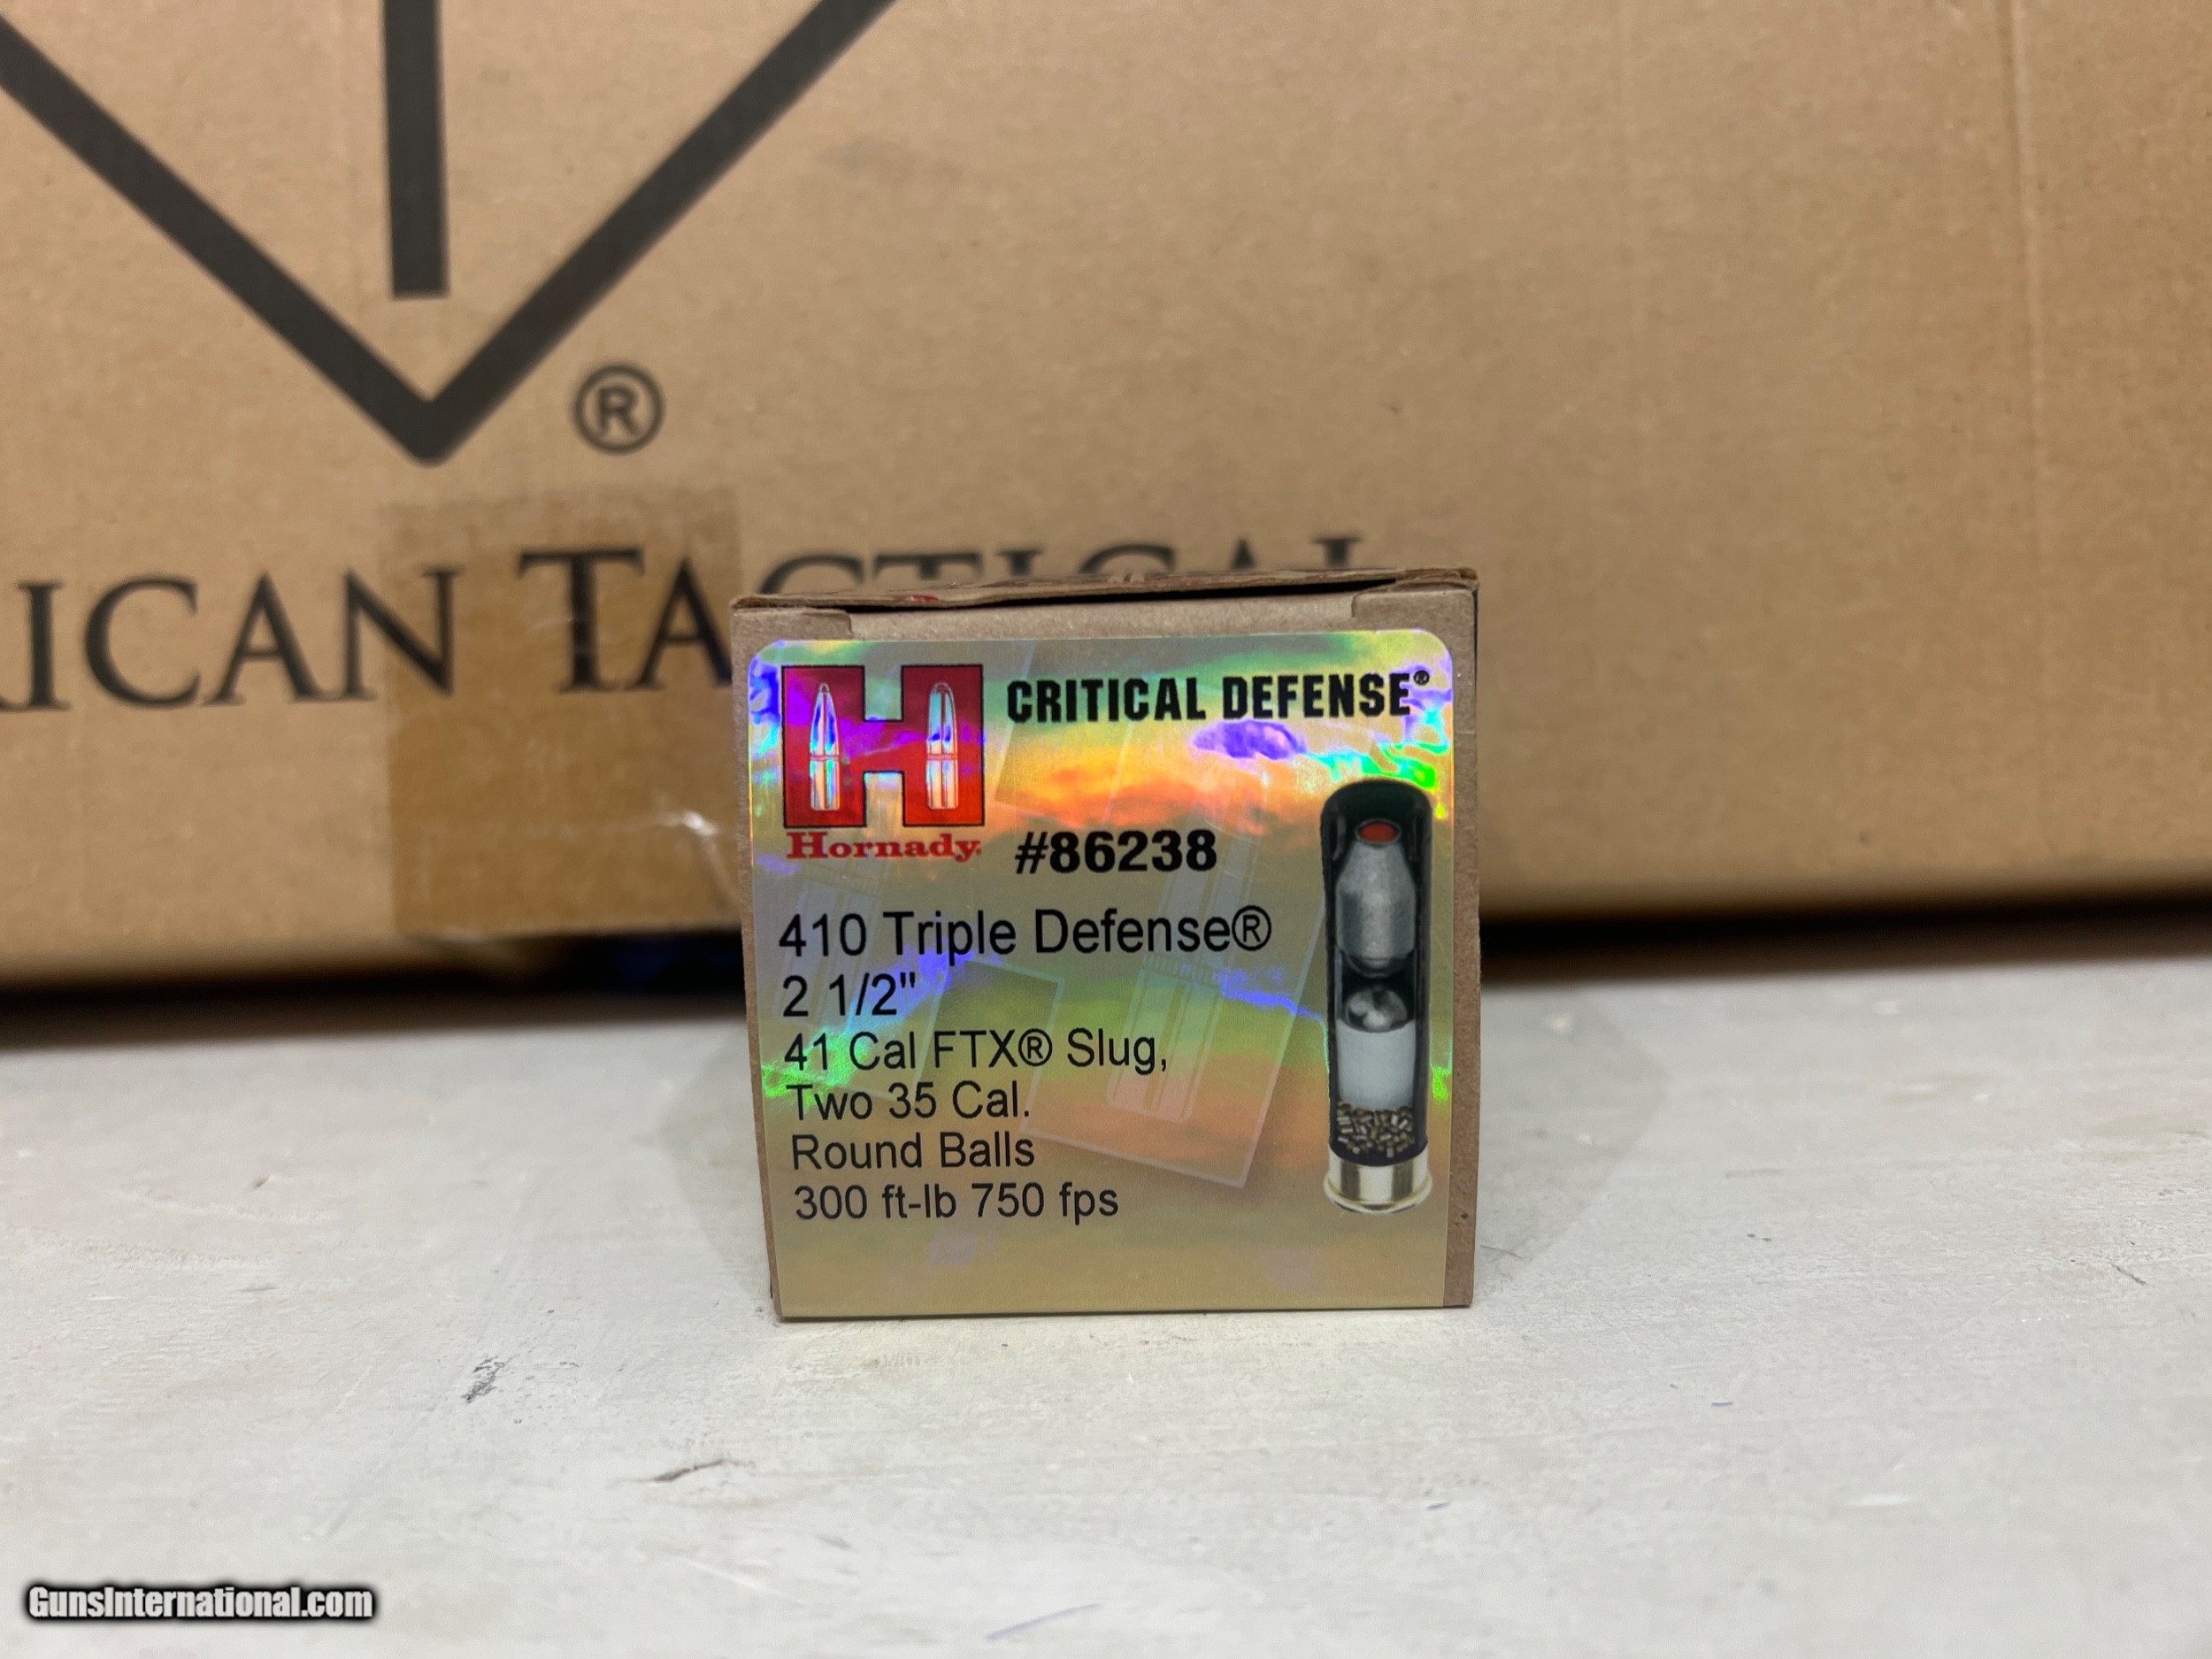 ®
ICAN TACTICAL
CRITICAL DEFENSE®
Hornady.
#86238
410 Triple Defense®
2 1/2"
41 Cal FTX® Slug,
Two 35 Cal.
Round Balls
300 ft-lb 750 fps
GunsInternational.com